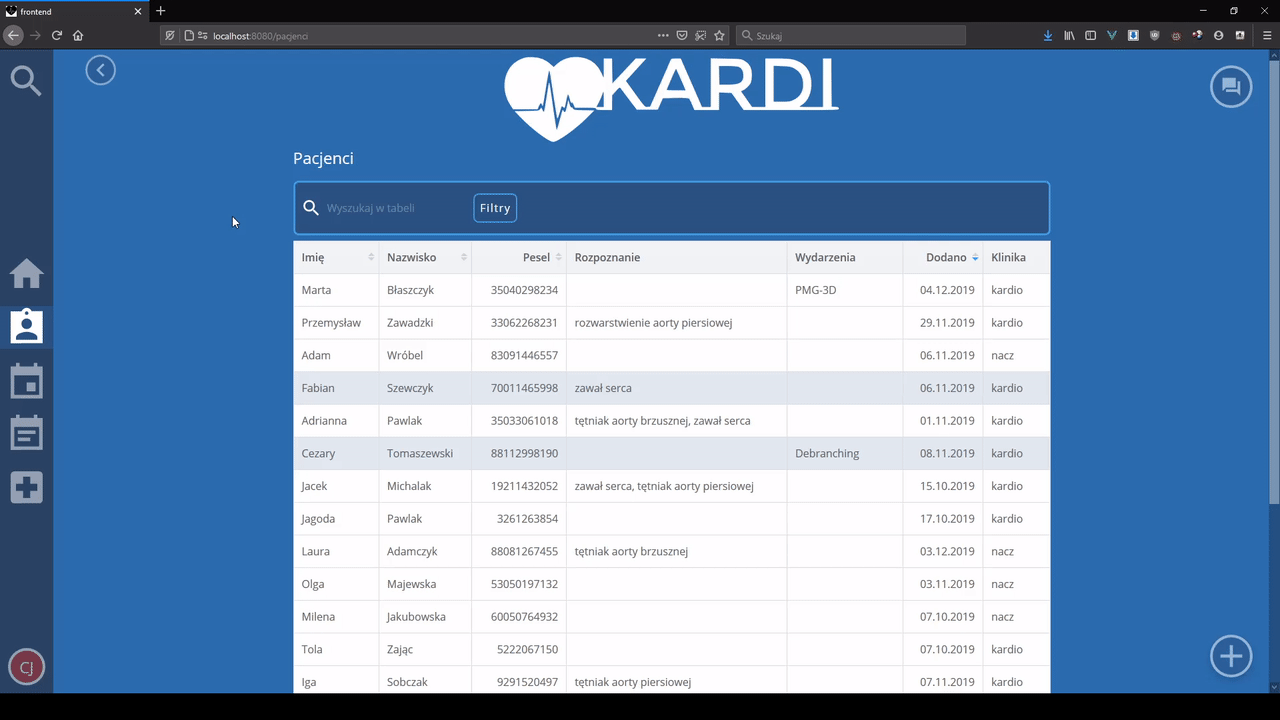 frontend
localhost:8080/pacjenci
Szukaj
KARDI
Pacjenci
Wyszukaj w tabeli Filtry
Imię Nazwisko Pesel Rozpoznanie Wydarzenia Dodano Klinika
Marta Błaszczyk 35040298234 PMG-3D 04.12.2019 kardio
Przemysław Zawadzki 33062268231 rozwarstwienie aorty piersiowej 29.11.2019 kardio
Adam Wróbel 83091446557 06.11.2019 nacz
Fabian Szewczyk 70011465998 zawał serca 06.11.2019 kardio
Adrianna Pawlak 35033061018 tętniak aorty brzusznej, zawał serca 01.11.2019 kardio
Cezary Tomaszewski 88112998190 Debranching 08.11.2019 kardio
Jacek Michalak 19211432052 zawał serca, tętniak aorty piersiowej 15.10.2019 kardio
Jagoda Pawlak 3261263854 17.10.2019 kardio
Laura Adamczyk 88081267455 tętniak aorty brzusznej 03.12.2019 nacz
Olga Majewska 53050197132 03.11.2019 nacz
Milena Jakubowska 60050764932 07.10.2019 nacz
Tola Zając 5222067150 07.10.2019 kardio
Iga Sobczak 9291520497 tętniak aorty piersiowej 07.11.2019 kardio
CJ